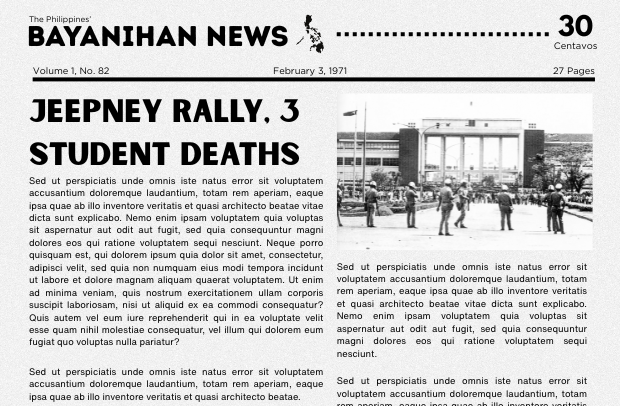 The Philippines'
BAYANIHAN NEWS
30
Centavos
Volume 1, No. 82 February 3, 1971 27 Pages
JEEPNEY RALLY, 3
STUDENT DEATHS
Sed ut perspiciatis unde omnis iste natus error sit voluptatem
accusantium doloremque laudantium, totam rem aperiam, eaque
ipsa quae ab illo inventore veritatis et quasi architecto beatae vitae
dicta sunt explicabo. Nemo enim ipsam voluptatem quia voluptas
sit aspernatur aut odit aut fugit, sed quia consequuntur magni
dolores eos qui ratione voluptatem sequi nesciunt. Neque porro
quisquam est, qui dolorem ipsum quia dolor sit amet, consectetur,
adipisci velit, sed quia non numquam eius modi tempora incidunt
ut labore et dolore magnam aliquam quaerat voluptatem. Ut enim
ad minima veniam, quis nostrum exercitationem ullam corporis
suscipit laboriosam, nisi ut aliquid ex ea commodi consequatur?
Quis autem vel eum iure reprehenderit qui in ea voluptate velit
esse quam nihil molestiae consequatur, vel illum qui dolorem eum
fugiat quo voluptas nulla pariatur?
Sed ut perspiciatis unde omnis iste natus error sit voluptatem
accusantium doloremque laudantium, totam rem aperiam, eaque
ipsa quae ab illo inventore veritatis et quasi architecto beatae.
Sed ut perspiciatis unde omnis iste natus error sit
voluptatem accusantium doloremque laudantium, totam
rem aperiam, eaque ipsa quae ab illo inventore veritatis
et quasi architecto beatae vitae dicta sunt explicabo.
Nemo enim ipsam voluptatem quia voluptas sit
aspernatur aut odit aut fugit, sed quia consequuntur
magni dolores eos qui ratione voluptatem sequi
nesciunt.
Sed ut perspiciatis unde omnis iste natus error sit
voluptatem accusantium doloremque laudantium, totam
rem aperiam, eaque ipsa quae ab illo inventore veritatis